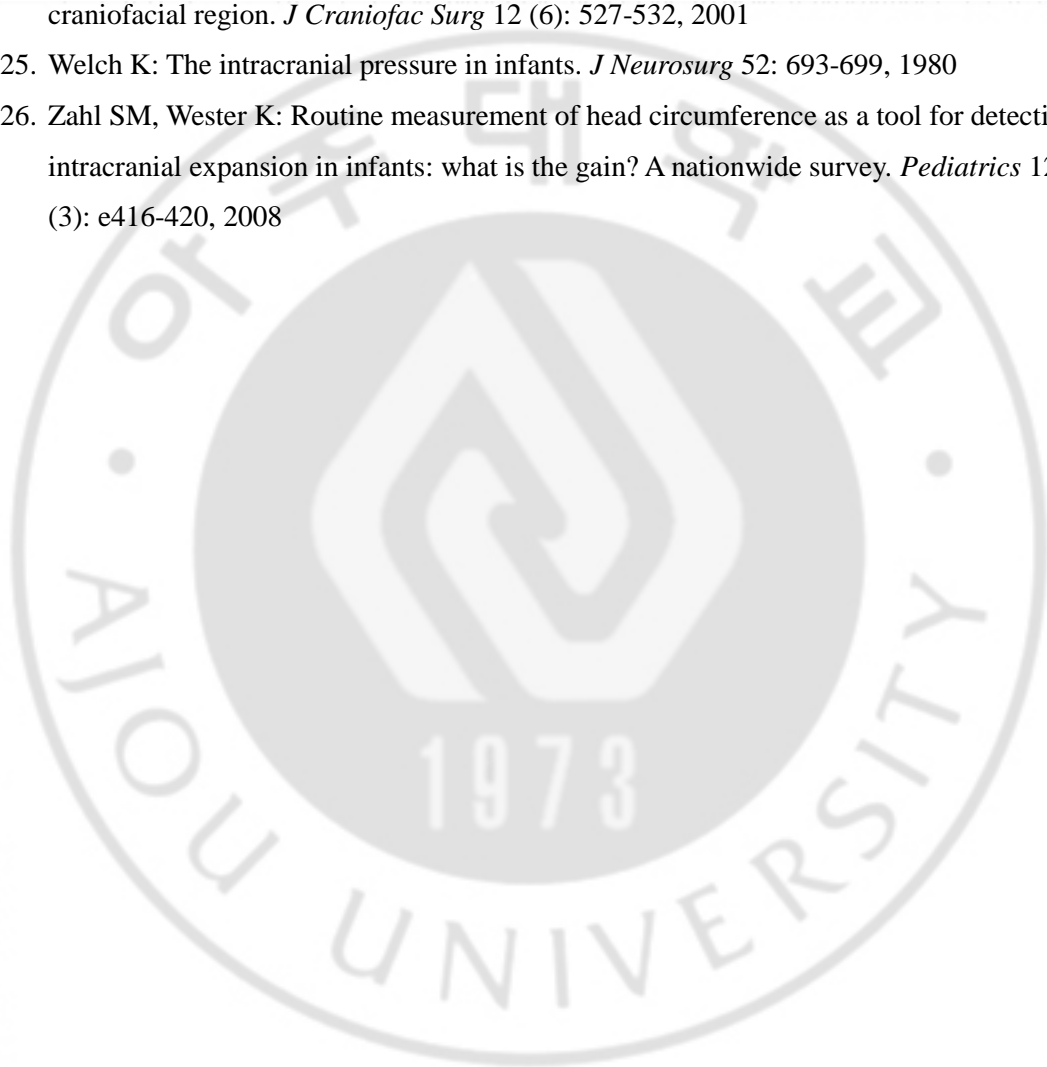 craniofacial region. J Craniofac Surg 12 (6): 527-532, 2001
25. Welch K: The intracranial pressure in infants. J Neurosurg 52: 693-699, 1980
26. Zahl SM, Wester K: Routine measurement of head circumference as a tool for detecti
intracranial expansion in infants: what is the gain? A nationwide survey. Pediatrics 12
(3): e416-420, 2008
아주대학교
1973
AJOU UNIVERSITY